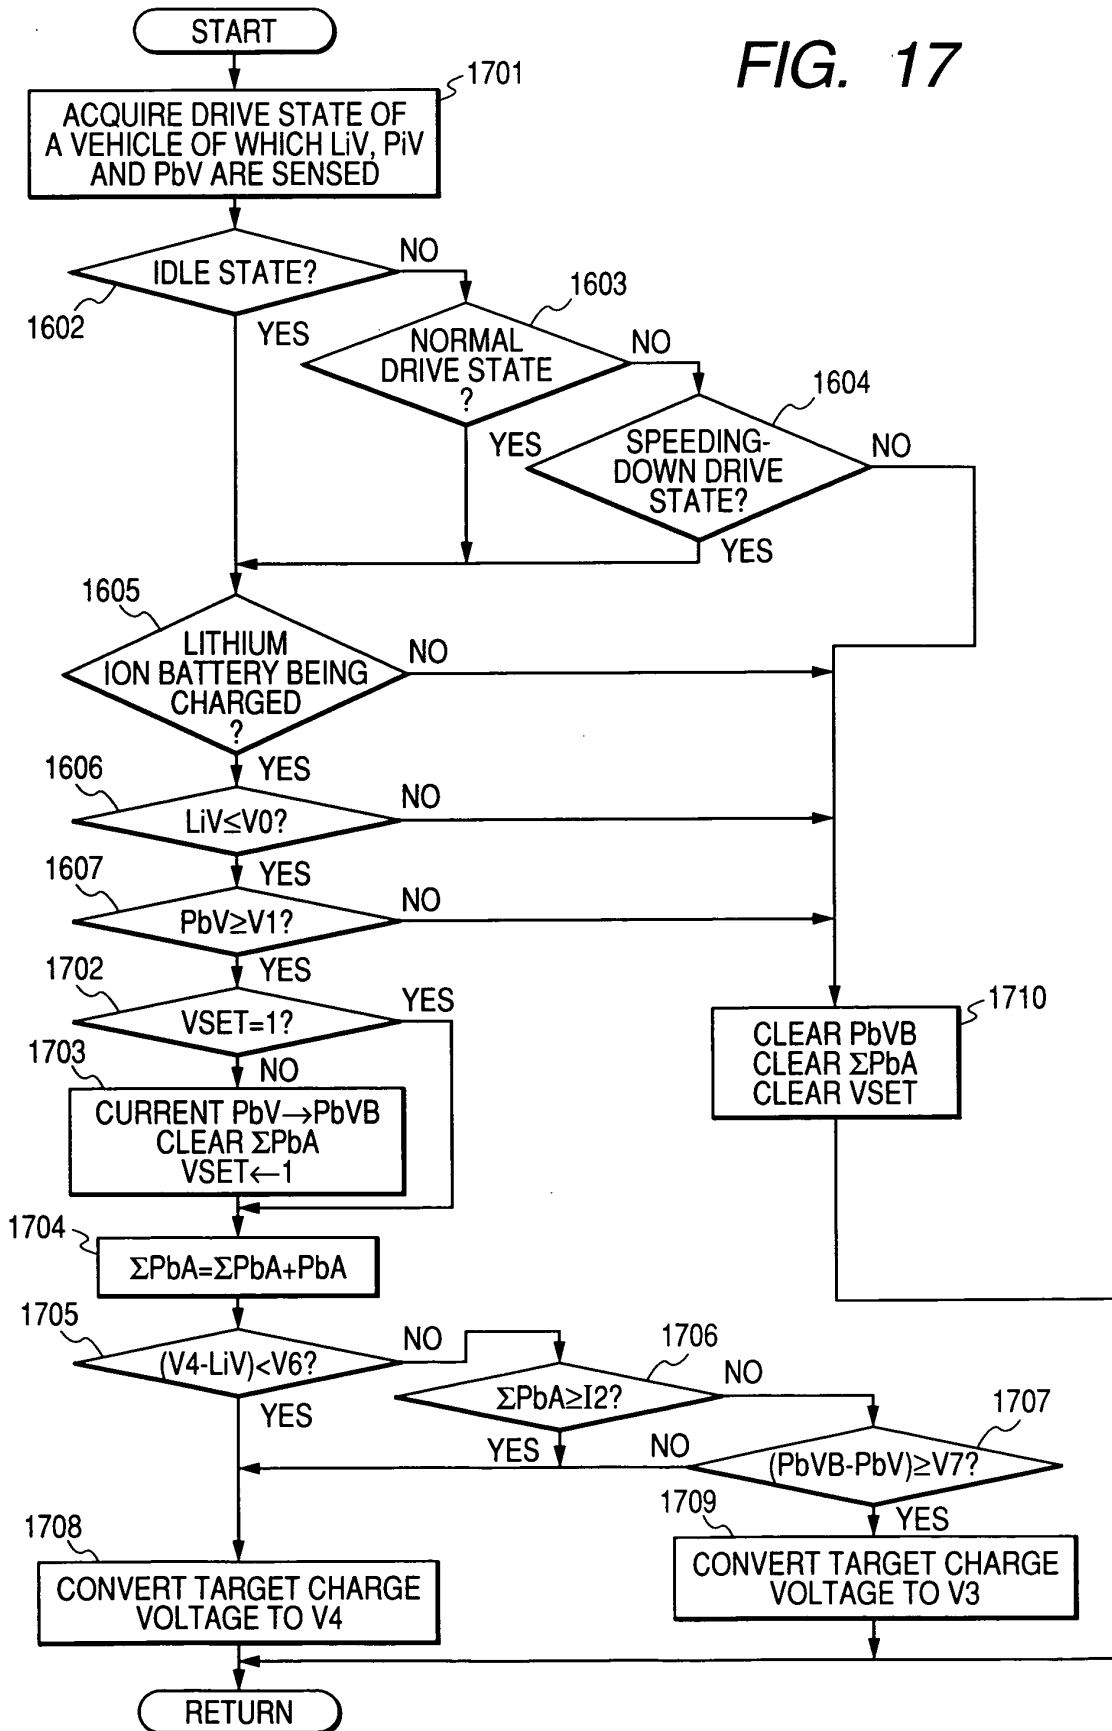 START
FIG. 17
1701
ACQUIRE DRIVE STATE OF
A VEHICLE OF WHICH LiV, PiV
AND PbV ARE SENSED
IDLE STATE?
NO
1602
YES
1603
NORMAL
DRIVE STATE
?
NO
YES
1604
SPEEDING-
DOWN DRIVE
STATE?
NO
YES
1605
LITHIUM
ION BATTERY BEING
CHARGED
?
NO
YES
1606
LiV≤V0?
NO
YES
1607
PbV≥V1?
NO
YES
1702
VSET=1?
YES
NO
1703
CURRENT PbV→PbVB
CLEAR ΣPbA
VSET←1
1710
CLEAR PbVB
CLEAR ΣPbA
CLEAR VSET
1704
ΣPbA=ΣPbA+PbA
1705
(V4-LiV)<V6?
NO
YES
1706
ΣPbA≥I2?
NO
YES
1707
(PbVB-PbV)≥V7?
NO
YES
1708
CONVERT TARGET CHARGE
VOLTAGE TO V4
1709
CONVERT TARGET CHARGE
VOLTAGE TO V3
RETURN